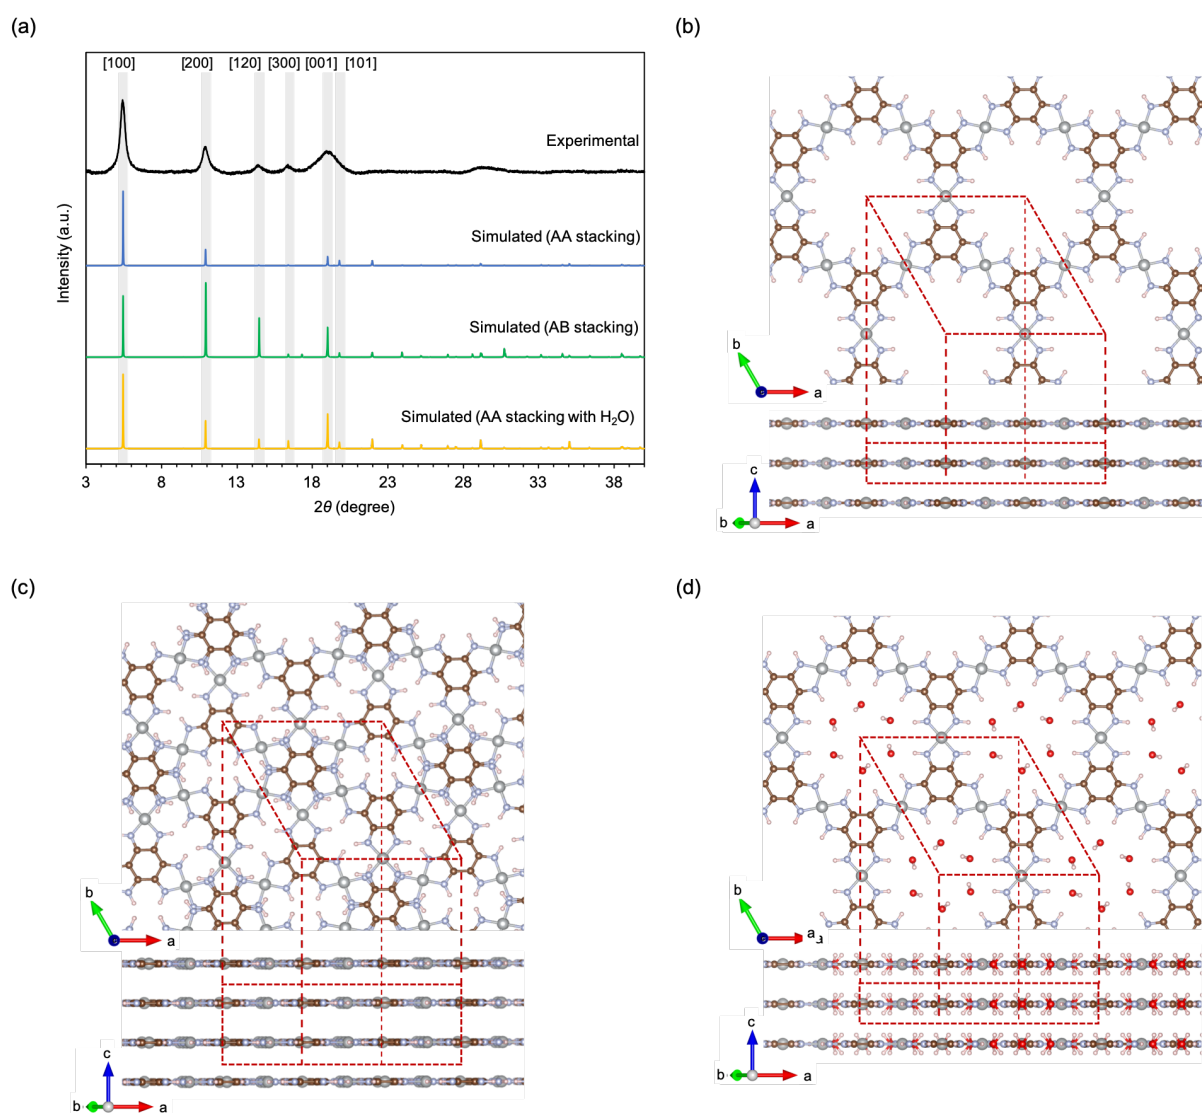 (a)
[100] [200] [120] [300] [001] [101]
Experimental
Simulated (AA stacking)
Simulated (AB stacking)
Simulated (AA stacking with H₂O)
Intensity (a.u.)
3 8 13 18 23 28 33 38
2θ (degree)
(b)
b
a
c
b
a
(c)
b
a
c
b
a
(d)
b
a
c
b
a